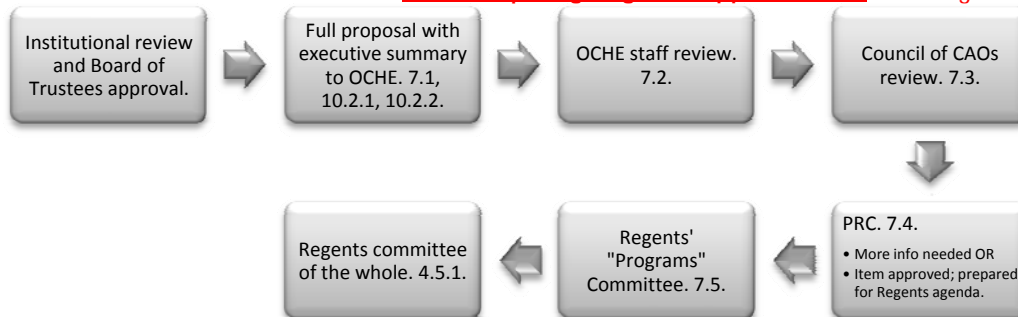 Institutional review
and Board of
Trustees approval.
Full proposal with
executive summary
to OCHE. 7.1,
10.2.1, 10.2.2.
OCHE staff review.
7.2.
Council of CAOs
review. 7.3.
PRC. 7.4.
• More info needed OR
• Item approved; prepared
for Regents agenda.
Regents'
"Programs"
Committee. 7.5.
Regents committee
of the whole. 4.5.1.